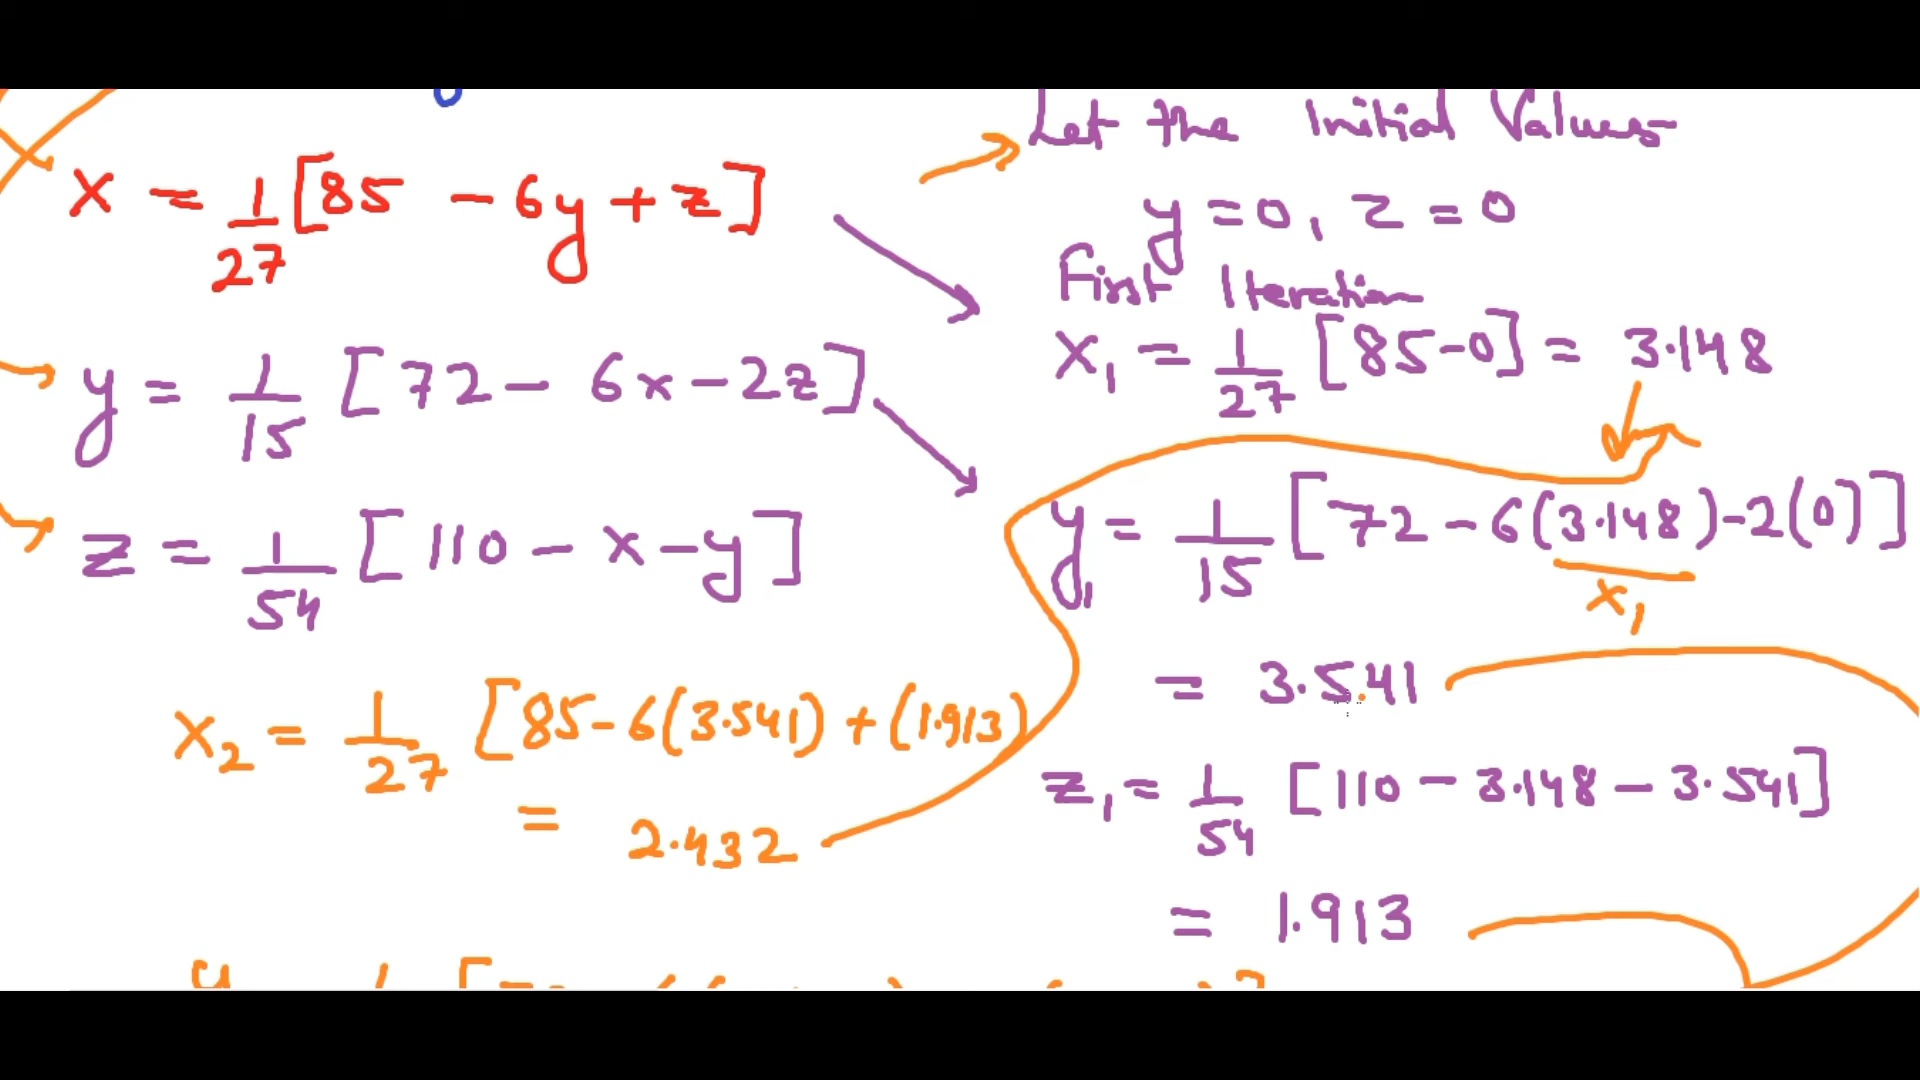 x = 1/27 [85 - 6y + z]
y = 1/15 [72 - 6x - 2z]
z = 1/54 [110 - x - y]
x₂ = 1/27 [85 - 6(3.541) + (1.913)
= 2.432
Let the Initial Values
y = 0, z = 0
First Iteration
x₁ = 1/27 [85-0] = 3.148
y₁ = 1/15 [72 - 6(3.148) - 2(0)]
x₁
= 3.541
z₁ = 1/54 [110 - 3.148 - 3.541]
= 1.913